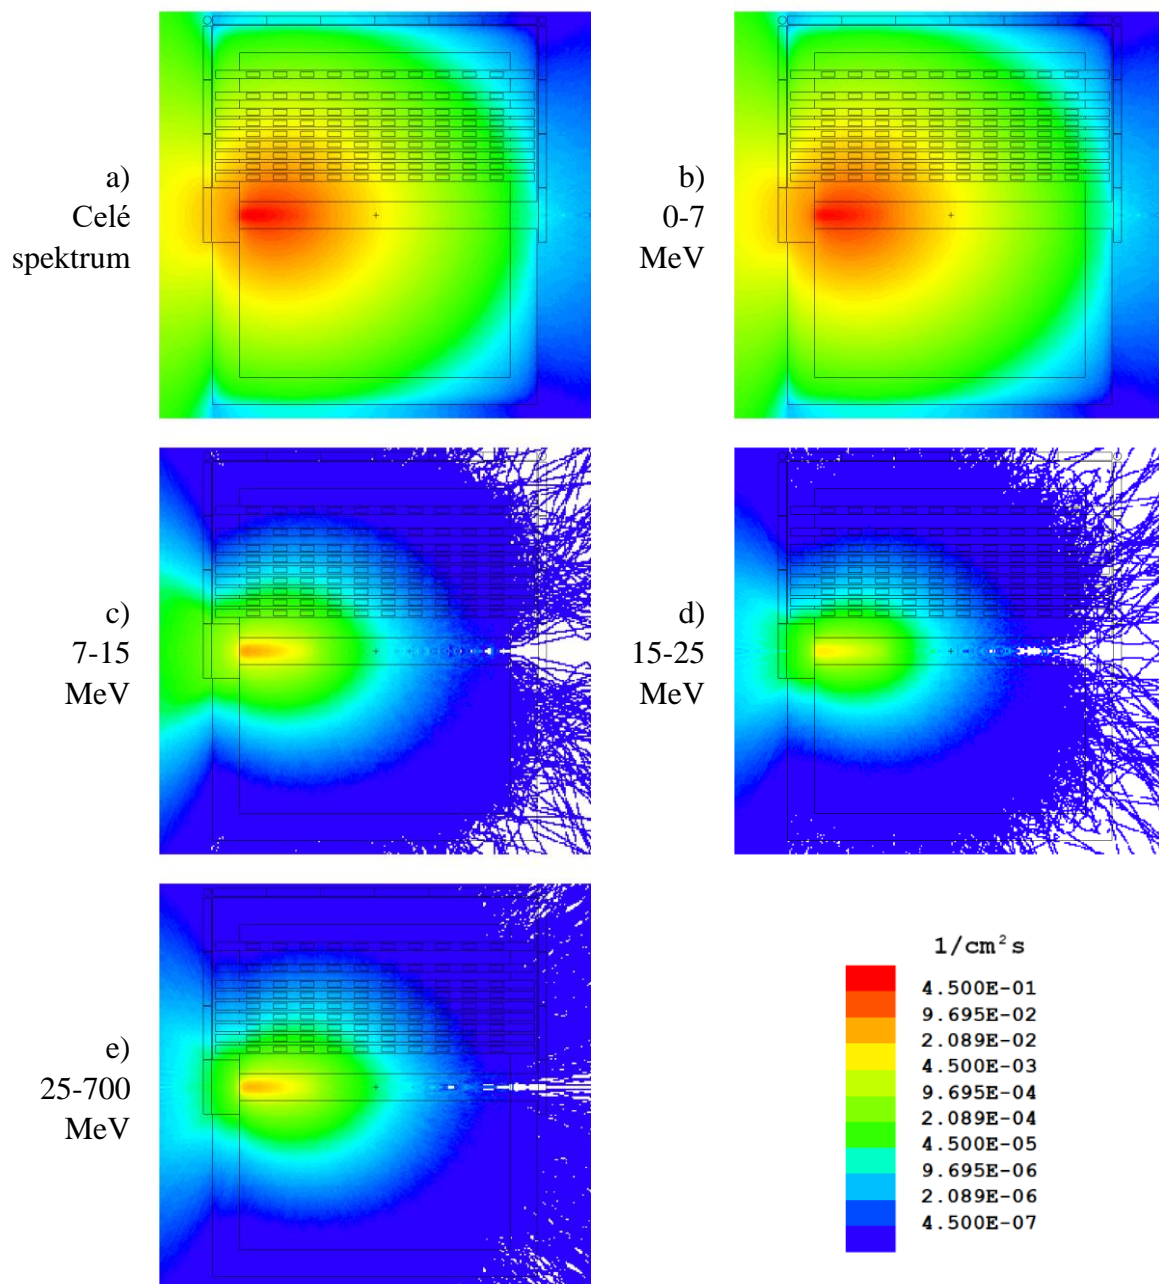 a)
Celé
spektrum
b)
0-7
MeV
c)
7-15
MeV
d)
15-25
MeV
e)
25-700
MeV
1/cm²s
4.500E-01
9.695E-02
2.089E-02
4.500E-03
9.695E-04
2.089E-04
4.500E-05
9.695E-06
2.089E-06
4.500E-07